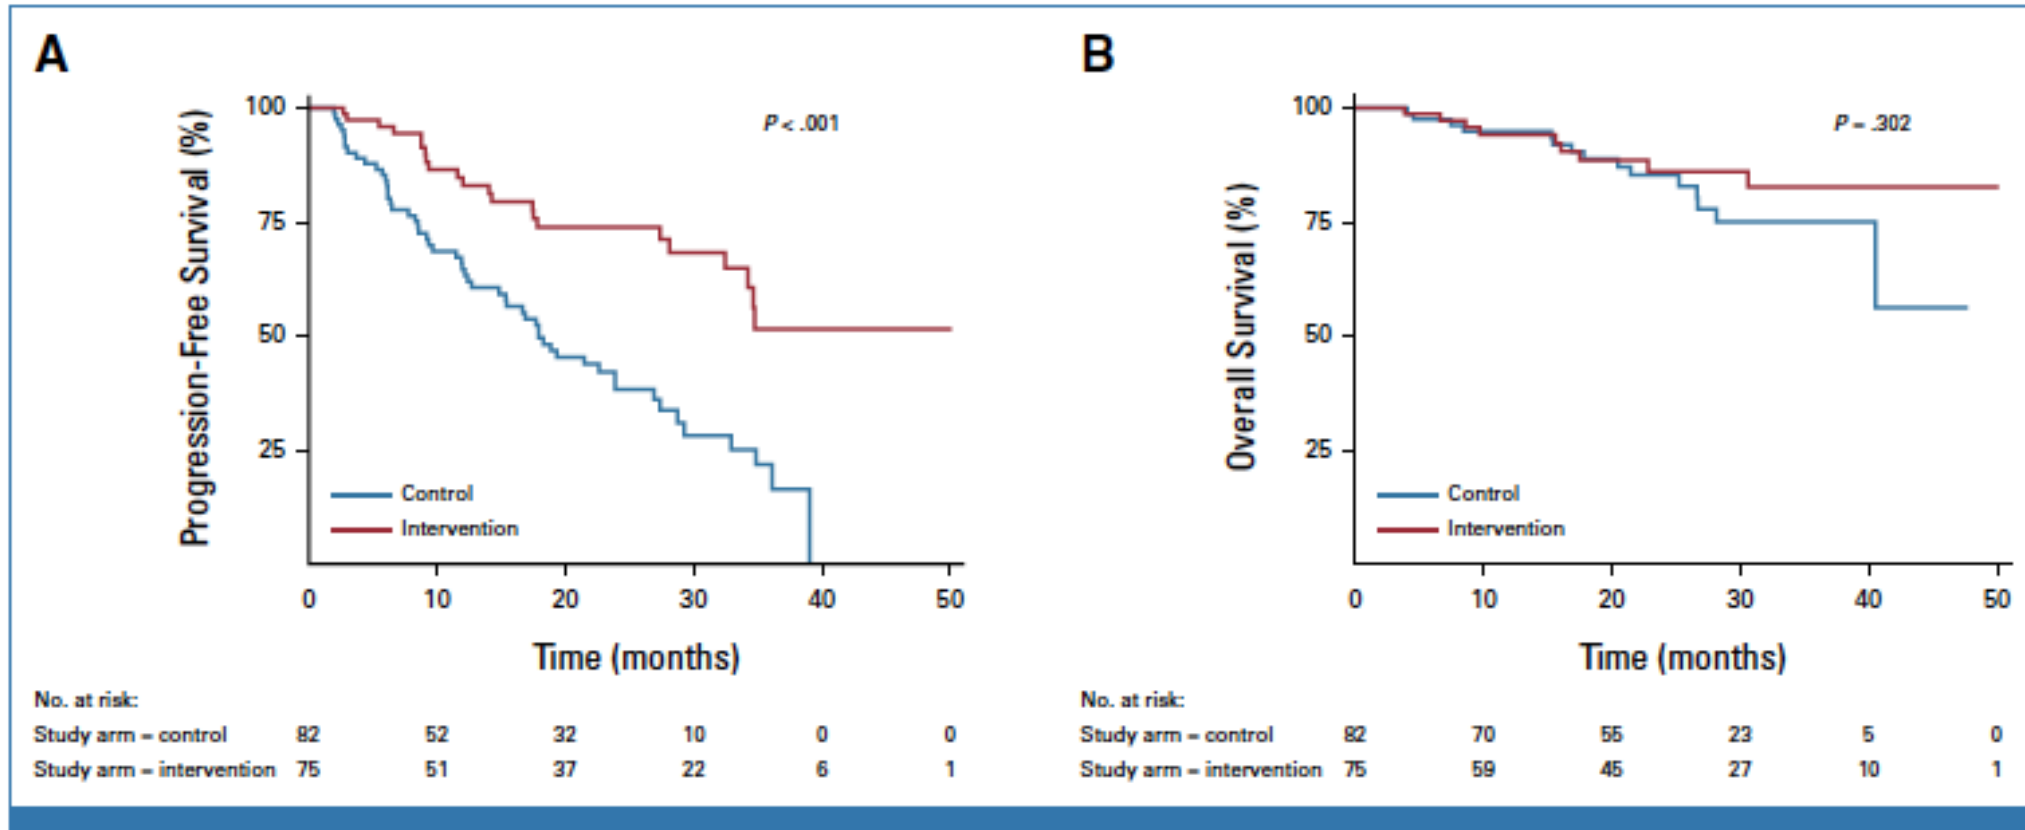 A
Progression-Free Survival (%)
100
75
50
25
P < .001
Control
Intervention
0 10 20 30 40 50
Time (months)
No. at risk:
Study arm – control 82 52 32 10 0 0
Study arm – intervention 75 51 37 22 6 1
B
Overall Survival (%)
100
75
50
25
P – .302
Control
Intervention
0 10 20 30 40 50
Time (months)
No. at risk:
Study arm – control 82 70 55 23 5 0
Study arm – intervention 75 59 45 27 10 1